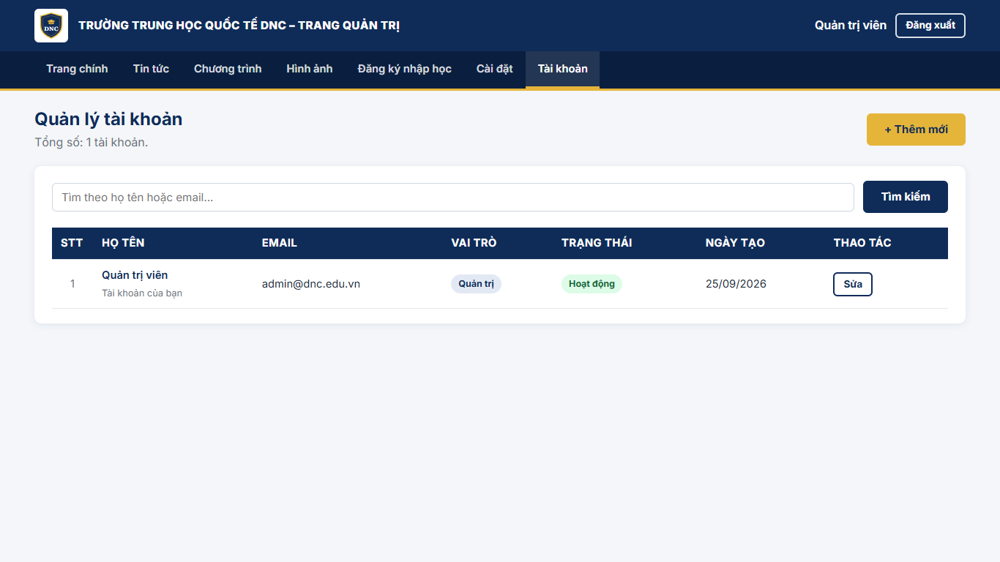 DNC
TRƯỜNG TRUNG HỌC QUỐC TẾ DNC – TRANG QUẢN TRỊ
Quản trị viên
Đăng xuất
Trang chính
Tin tức
Chương trình
Hình ảnh
Đăng ký nhập học
Cài đặt
Tài khoản
Quản lý tài khoản
Tổng số: 1 tài khoản.
+ Thêm mới
Tìm theo họ tên hoặc email...
Tìm kiếm
STT HỌ TÊN EMAIL VAI TRÒ TRẠNG THÁI NGÀY TẠO THAO TÁC
1 Quản trị viên admin@dnc.edu.vn Quản trị Hoạt động 25/09/2026 Sửa
Tài khoản của bạn